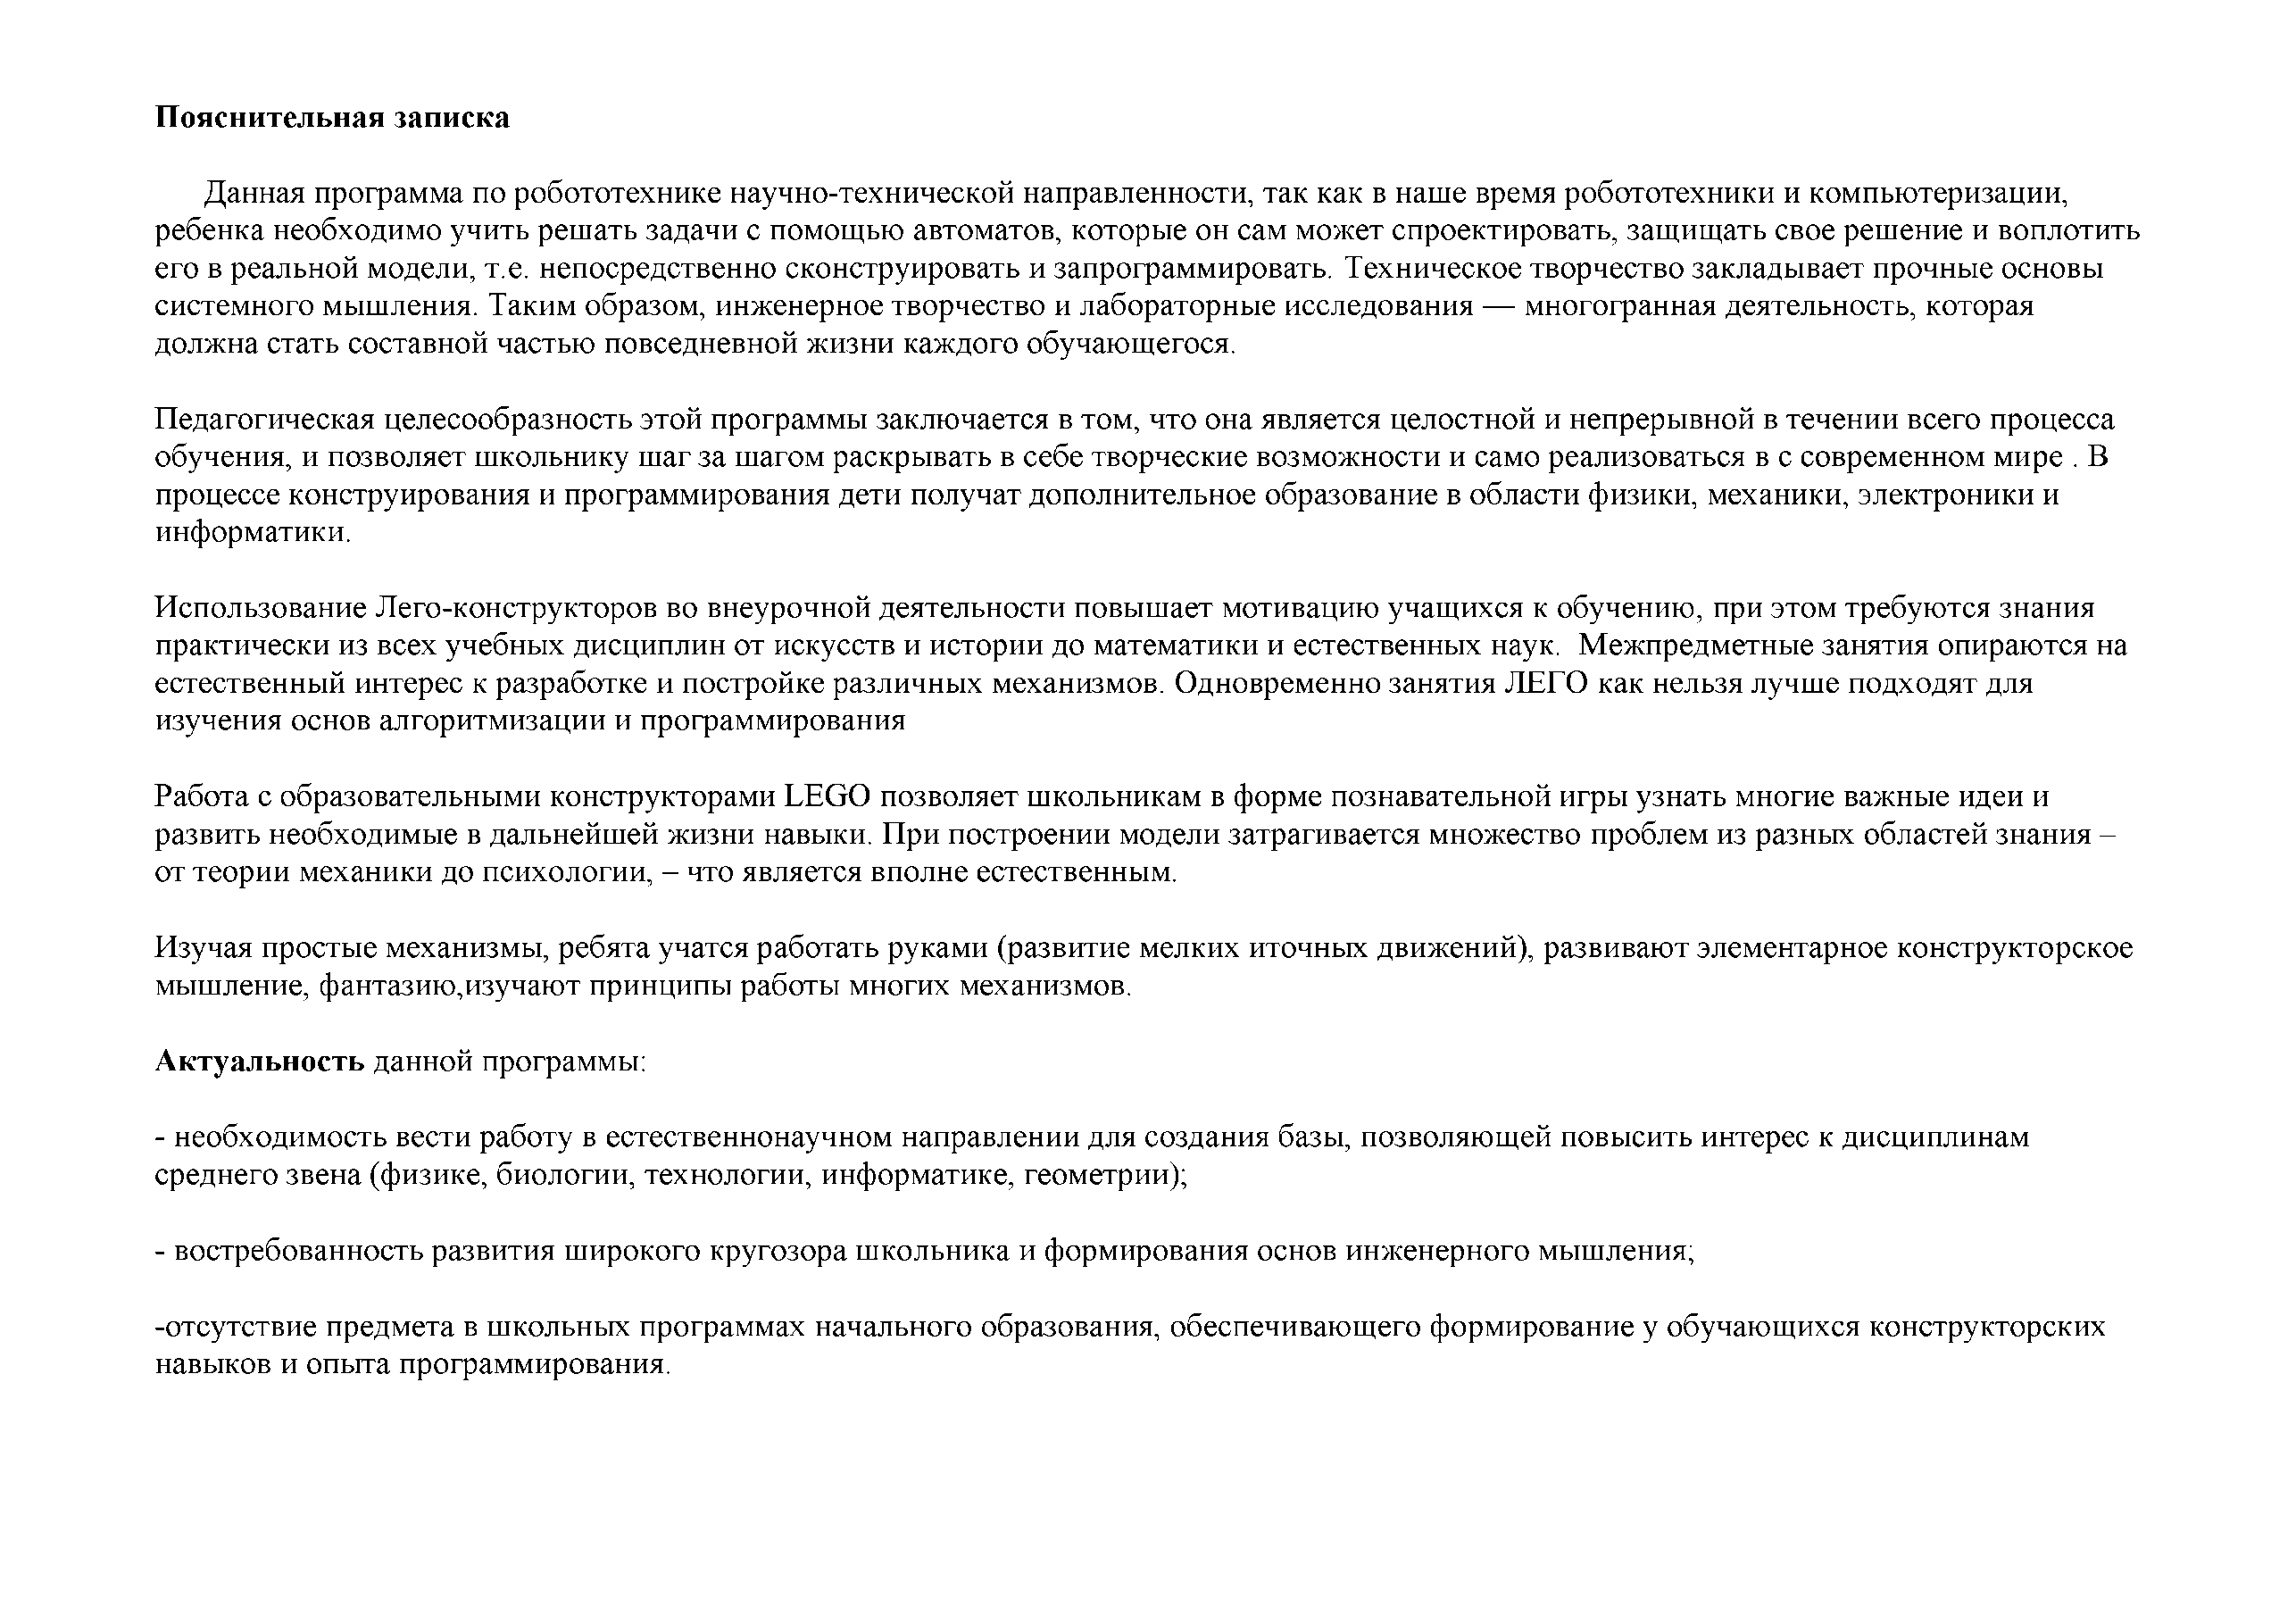 Пояснительная записка
Данная программа по робототехнике научно-технической направленности, так как в наше время робототехники и компьютеризации,
ребенка необходимо учить решать задачи с помощью автоматов, которые он сам может спроектировать, защищать свое решение и воплотить
его в реальной модели, т.е. непосредственно сконструировать и запрограммировать. Техническое творчество закладывает прочные основы
системного мышления. Таким образом, инженерное творчество и лабораторные исследования — многогранная деятельность, которая
должна стать составной частью повседневной жизни каждого обучающегося.
Педагогическая целесообразность этой программы заключается в том, что она является целостной и непрерывной в течении всего процесса
обучения, и позволяет школьнику шаг за шагом раскрывать в себе творческие возможности и само реализоваться в с современном мире . В
процессе конструирования и программирования дети получат дополнительное образование в области физики, механики, электроники и
информатики.
Использование Лего-конструкторов во внеурочной деятельности повышает мотивацию учащихся к обучению, при этом требуются знания
практически из всех учебных дисциплин от искусств и истории до математики и естественных наук.  Межпредметные занятия опираются на
естественный интерес к разработке и постройке различных механизмов. Одновременно занятия ЛЕГО как нельзя лучше подходят для
изучения основ алгоритмизации и программирования
Работа с образовательными конструкторами LEGO позволяет школьникам в форме познавательной игры узнать многие важные идеи и
развить необходимые в дальнейшей жизни навыки. При построении модели затрагивается множество проблем из разных областей знания –
от теории механики до психологии, – что является вполне естественным.
Изучая простые механизмы, ребята учатся работать руками (развитие мелких иточных движений), развивают элементарное конструкторское
мышление, фантазию,изучают принципы работы многих механизмов.
Актуальность данной программы:
- необходимость вести работу в естественнонаучном направлении для создания базы, позволяющей повысить интерес к дисциплинам
среднего звена (физике, биологии, технологии, информатике, геометрии);
- востребованность развития широкого кругозора школьника и формирования основ инженерного мышления;
-отсутствие предмета в школьных программах начального образования, обеспечивающего формирование у обучающихся конструкторских
навыков и опыта программирования.